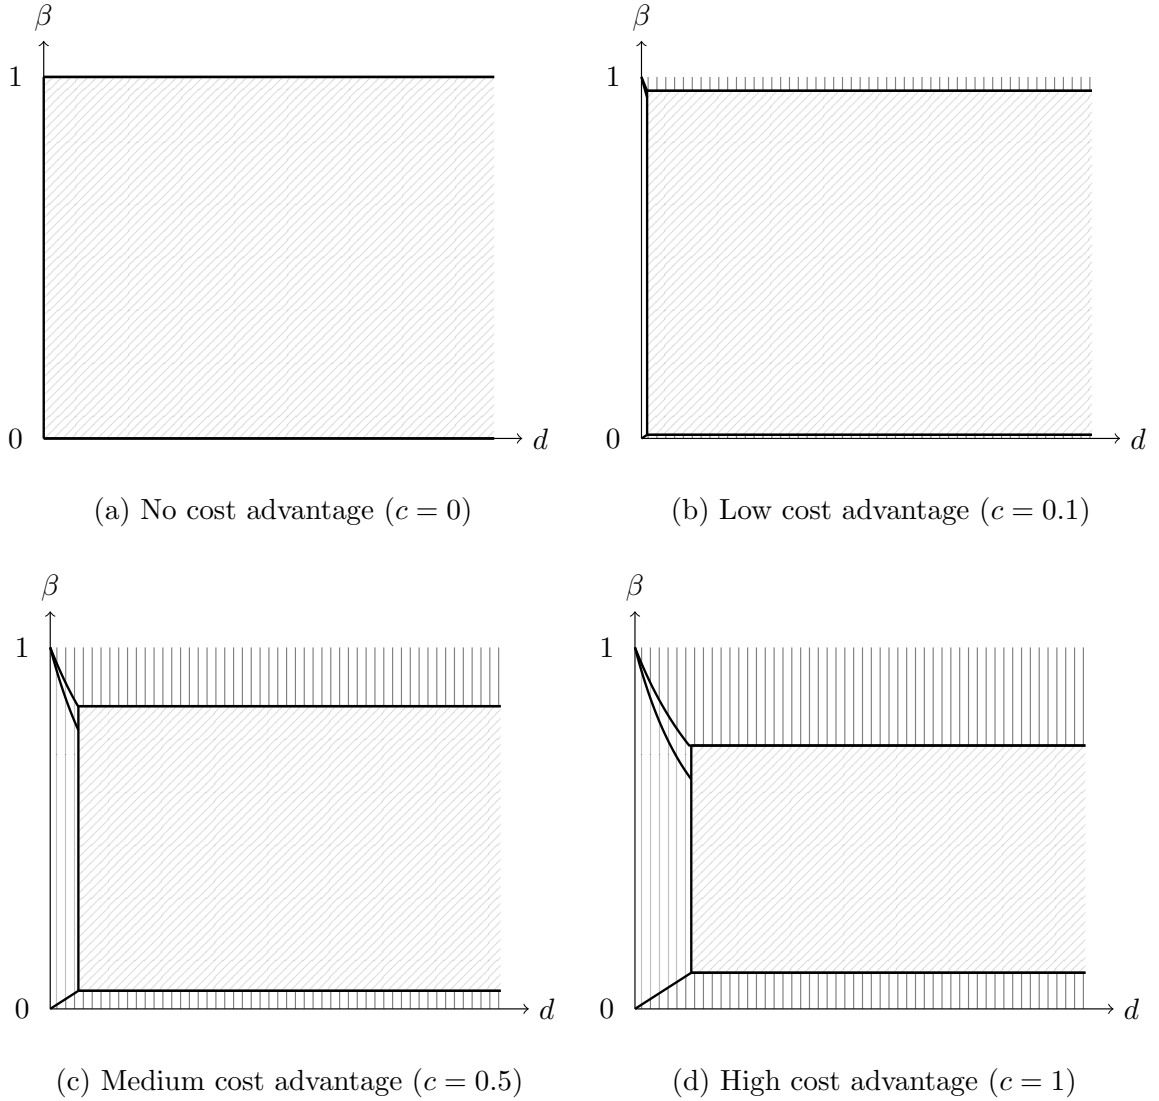 β
β
1
1
0
d
0
d
(a) No cost advantage (c = 0)
(b) Low cost advantage (c = 0.1)
β
β
1
1
0
d
0
d
(c) Medium cost advantage (c = 0.5)
(d) High cost advantage (c = 1)